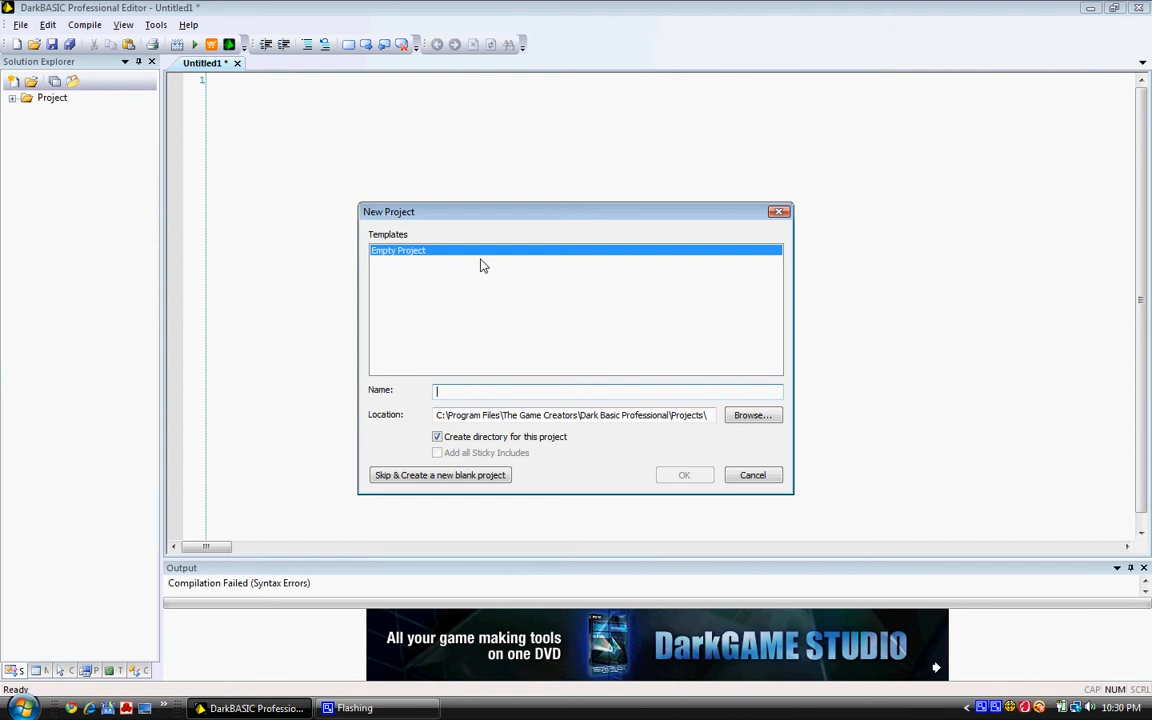 DarkBASIC Professional Editor - Untitled1 *
File Edit Compile View Tools Help
Solution Explorer
Untitled1 *
Project
1
New Project
Templates
Empty Project
Name:
Location: C:\Program Files\The Game Creators\Dark Basic Professional\Projects\ Browse...
Create directory for this project
Add all Sticky Includes
Skip & Create a new blank project OK Cancel
Output
Compilation Failed (Syntax Errors)
All your game making tools
on one DVD
DarkGAME STUDIO
S P T C
Ready CAP NUM SCRL
DarkBASIC Professio... Flashing 10:30 PM